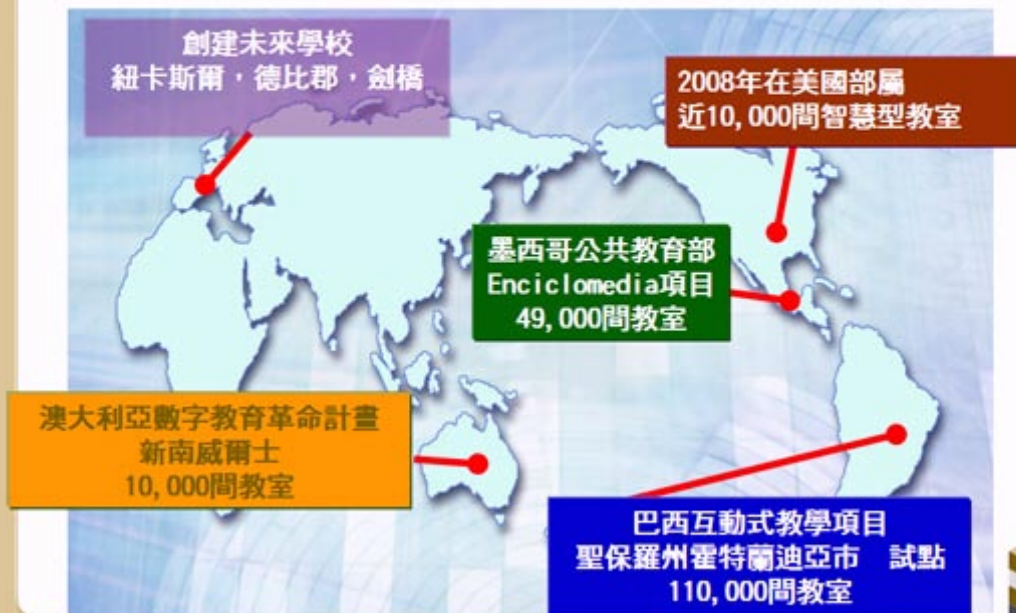 創建未來學校
紐卡斯爾，德比郡，劍橋
2008年在美國部屬
近10,000間智慧型教室
墨西哥公共教育部
Enciclomedia項目
49,000間教室
澳大利亞數字教育革命計畫
新南威爾士
10,000間教室
巴西互動式教學項目
聖保羅州霍特蘭迪亞市　試點
110,000間教室